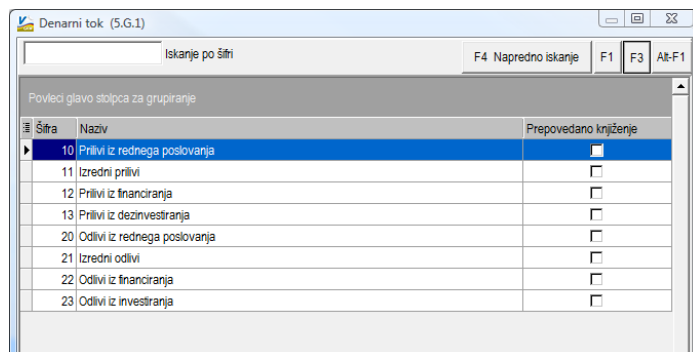 Denarni tok (5.G.1)
Iskanje po šifri F4 Napredno iskanje F1 F3 Alt-F1
Povleci glavo stolpca za grupiranje
Šifra Naziv Prepovedano knjiženje
10 Prilivi iz rednega poslovanja
11 Izredni prilivi
12 Prilivi iz financiranja
13 Prilivi iz dezinvestiranja
20 Odlivi iz rednega poslovanja
21 Izredni odlivi
22 Odlivi iz financiranja
23 Odlivi iz investiranja